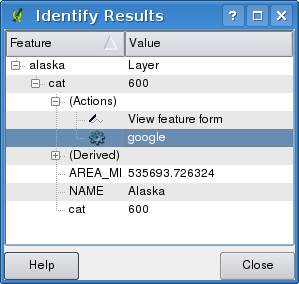 Identify Results
Feature Value
alaska Layer
cat 600
(Actions)
View feature form
google
(Derived)
AREA_MI 535693.726324
NAME Alaska
cat 600
Help Close